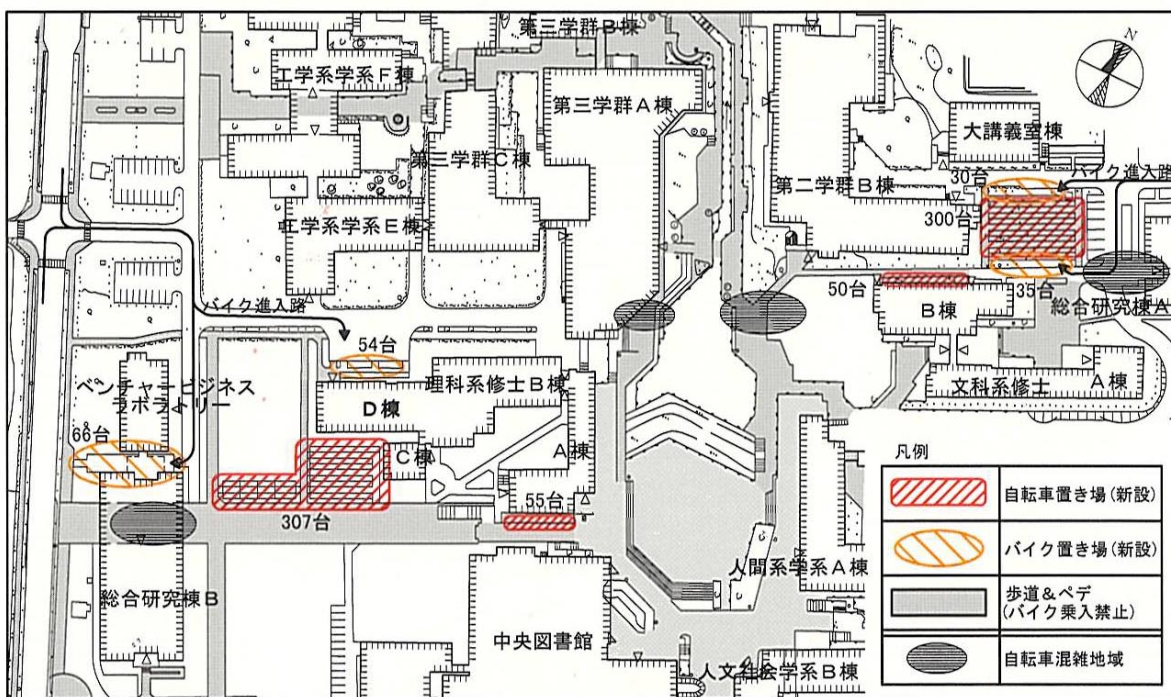 第三学群B棟
N
工学系学系F棟
第三学群A棟
大講義室棟
第三学群C棟
バイク進入路
30台
第二学群B棟
工学系学系E棟
300台
バイク進入路
50台
35台
総合研究棟A
B棟
54台
ベンチャービジネス
ラボラトリー
理科系修士B棟
文科系修士
A棟
D棟
66台
C棟
A棟
凡例
55台
自転車置き場(新設)
307台
バイク置き場(新設)
人間系学系A棟
総合研究棟B
歩道&ペデ
(バイク乗入禁止)
中央図書館
人文社会学系B棟
自転車混雑地域